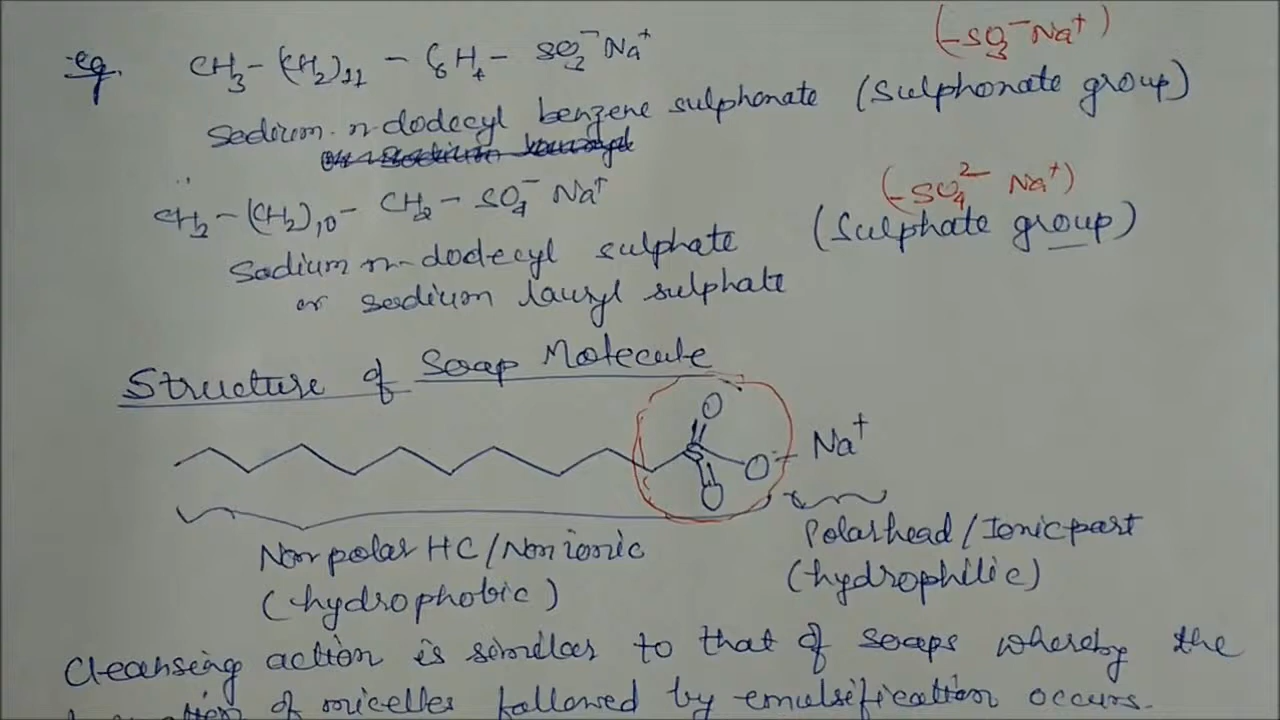 eg. CH₃-(CH₂)₁₁ - C₆H₄ - SO₃⁻ Na⁺ (-SO₃⁻Na⁺)
Sodium n-dodecyl benzene sulphonate (Sulphonate group)
CH₂ - (CH₂)₁₀ - CH₂ - SO₄⁻ Na⁺ (-SO₄²⁻ Na⁺)
Sodium n-dodecyl sulphate (Sulphate group)
or sodium lauryl sulphate
Structure of Soap Molecule
O
S O⁻ Na⁺
O
Non polar HC/Non ionic Polar head/Ionic part
(hydrophobic) (hydrophilic)
Cleansing action is similar to that of soaps whereby the
of micelles followed by emulsification occurs.